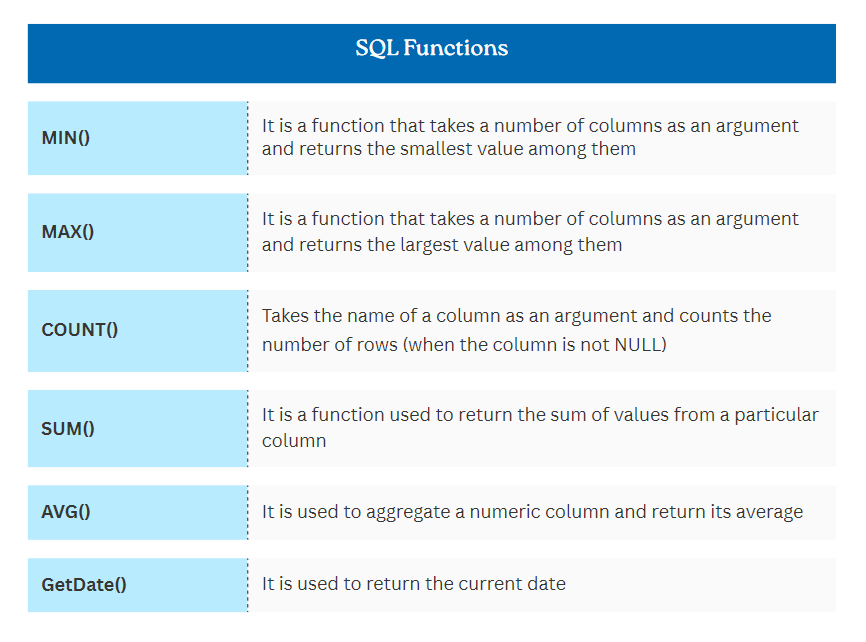 SQL Functions
MIN()
It is a function that takes a number of columns as an argument
and returns the smallest value among them
MAX()
It is a function that takes a number of columns as an argument
and returns the largest value among them
COUNT()
Takes the name of a column as an argument and counts the
number of rows (when the column is not NULL)
SUM()
It is a function used to return the sum of values from a particular
column
AVG()
It is used to aggregate a numeric column and return its average
GetDate()
It is used to return the current date